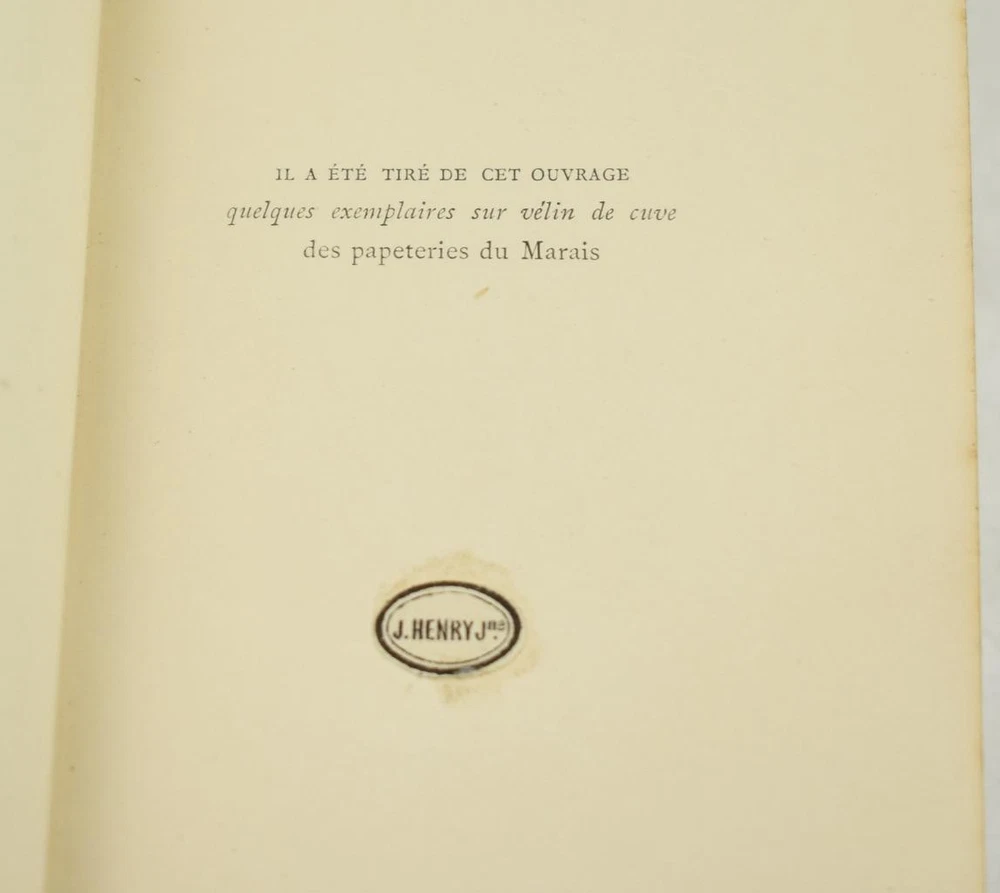 IL A ÉTÉ TIRÉ DE CET OUVRAGE
quelques exemplaires sur vélin de cuve
des papeteries du Marais
J. HENRY Jne.